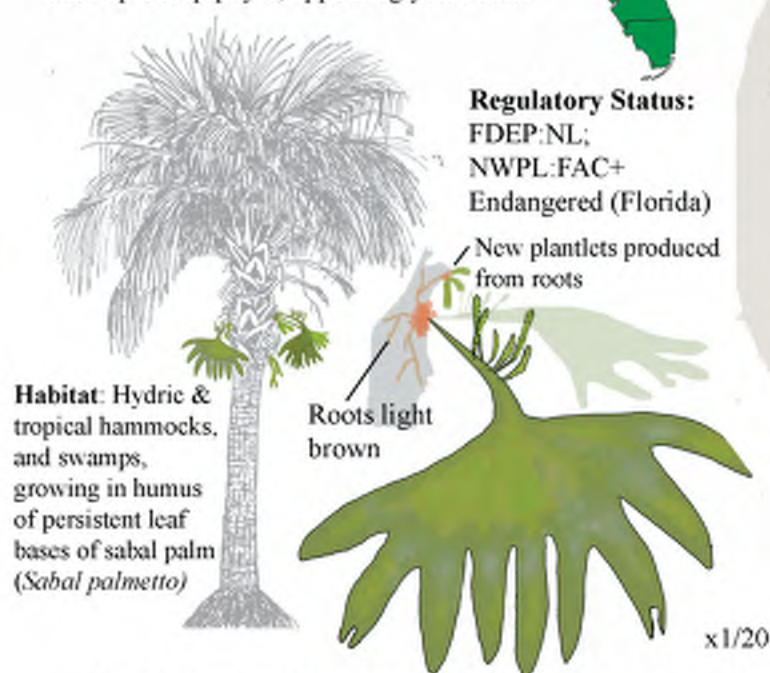 Regulatory Status:
FDEP:NL;
NWPL:FAC+
Endangered (Florida)
New plantlets produced
from roots
Roots light
brown
Habitat: Hydric &
tropical hammocks,
and swamps,
growing in humus
of persistent leaf
bases of sabal palm
(Sabal palmetto)
x1/20